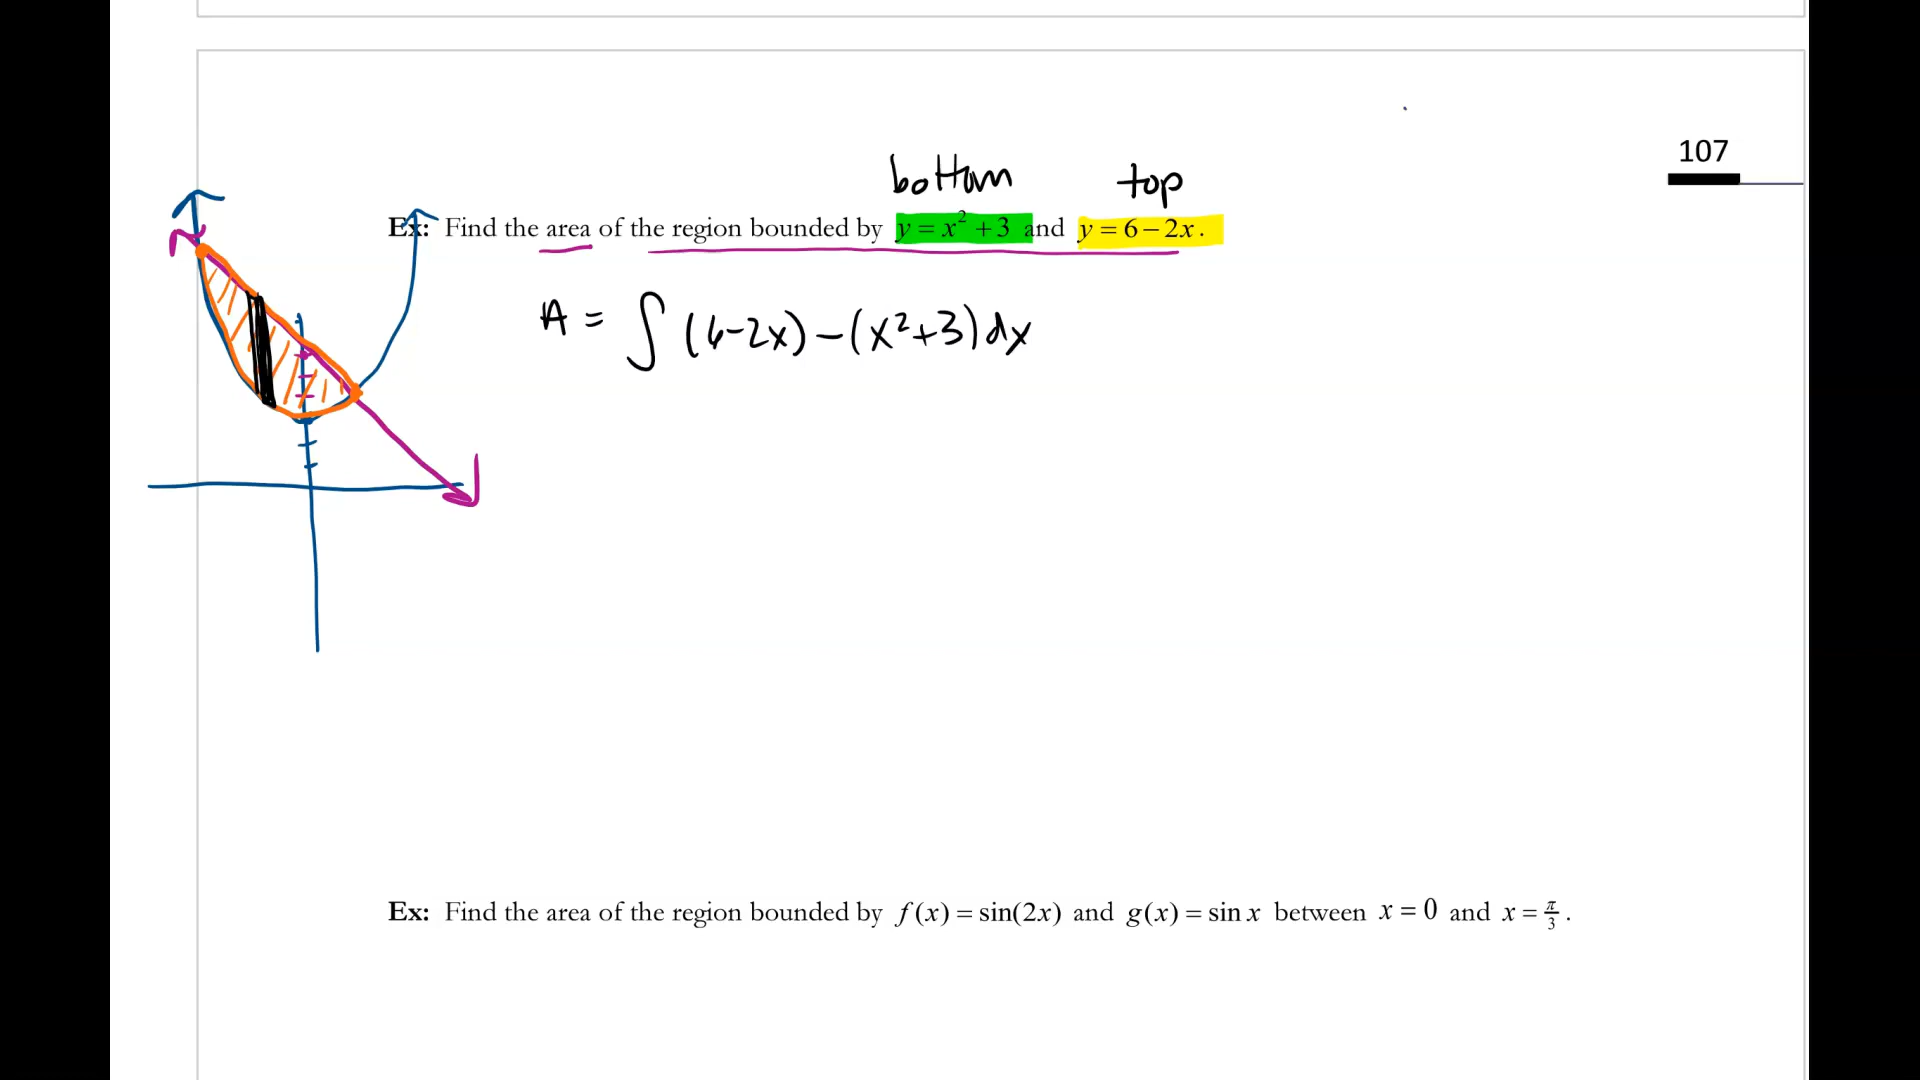 107
bottom top
Ex: Find the area of the region bounded by y = x² + 3 and y = 6 − 2x.
A = ∫ (6-2x) - (x²+3) dx
Ex: Find the area of the region bounded by f(x) = sin(2x) and g(x) = sin x between x = 0 and x = π/3.